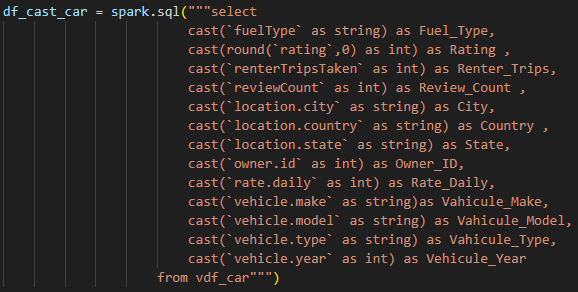 df_cast_car = spark.sql("""select
cast(`fuelType` as string) as Fuel_Type,
cast(round(`rating`,0) as int) as Rating ,
cast(`renterTripsTaken` as int) as Renter_Trips,
cast(`reviewCount` as int) as Review_Count ,
cast(`location.city` as string) as City,
cast(`location.country` as string) as Country ,
cast(`location.state` as string) as State,
cast(`owner.id` as int) as Owner_ID,
cast(`rate.daily` as int) as Rate_Daily,
cast(`vehicle.make` as string)as Vahicule_Make,
cast(`vehicle.model` as string) as Vahicule_Model,
cast(`vehicle.type` as string) as Vahicule_Type,
cast(`vehicle.year` as int) as Vehicule_Year
from vdf_car""")